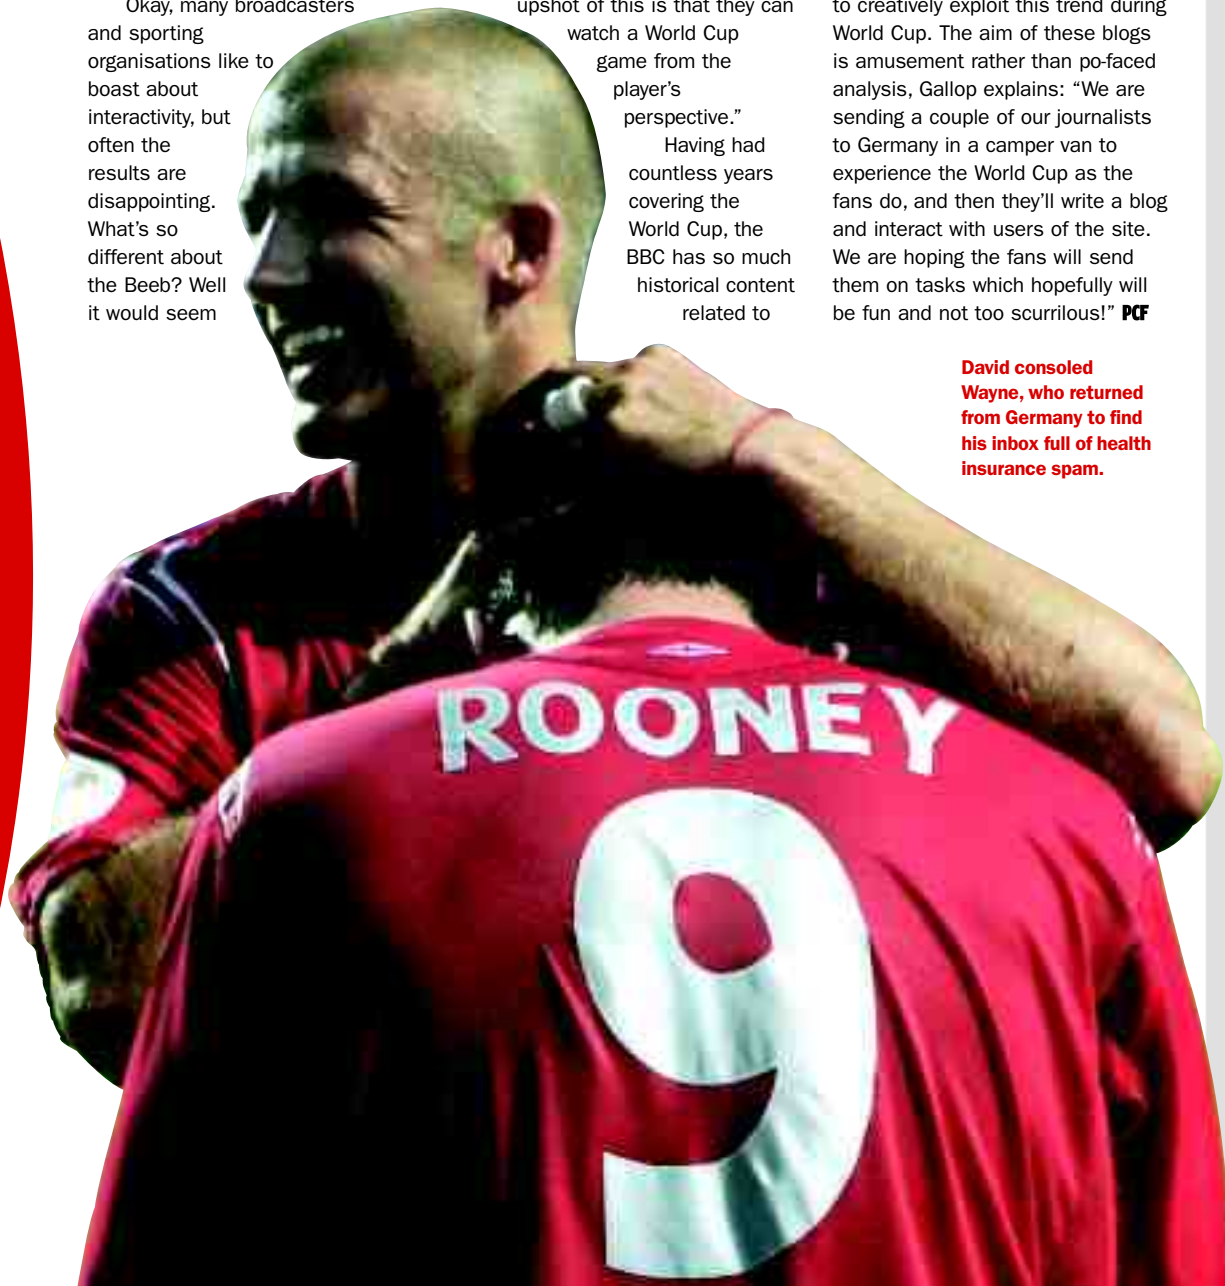 Okay, many broadcasters
and sporting
organisations like to
boast about
interactivity, but
often the
results are
disappointing.
What's so
different about
the Beeb? Well
it would seem
upshot of this is that they can
watch a World Cup
game from the
player's
perspective."
Having had
countless years
covering the
World Cup, the
BBC has so much
historical content
related to
to creatively exploit this trend during
World Cup. The aim of these blogs
is amusement rather than po-faced
analysis, Gallop explains: “We are
sending a couple of our journalists
to Germany in a camper van to
experience the World Cup as the
fans do, and then they'll write a blog
and interact with users of the site.
We are hoping the fans will send
them on tasks which hopefully will
be fun and not too scurrilous!” PCF
David consoled
Wayne, who returned
from Germany to find
his inbox full of health
insurance spam.
ROONEY
9